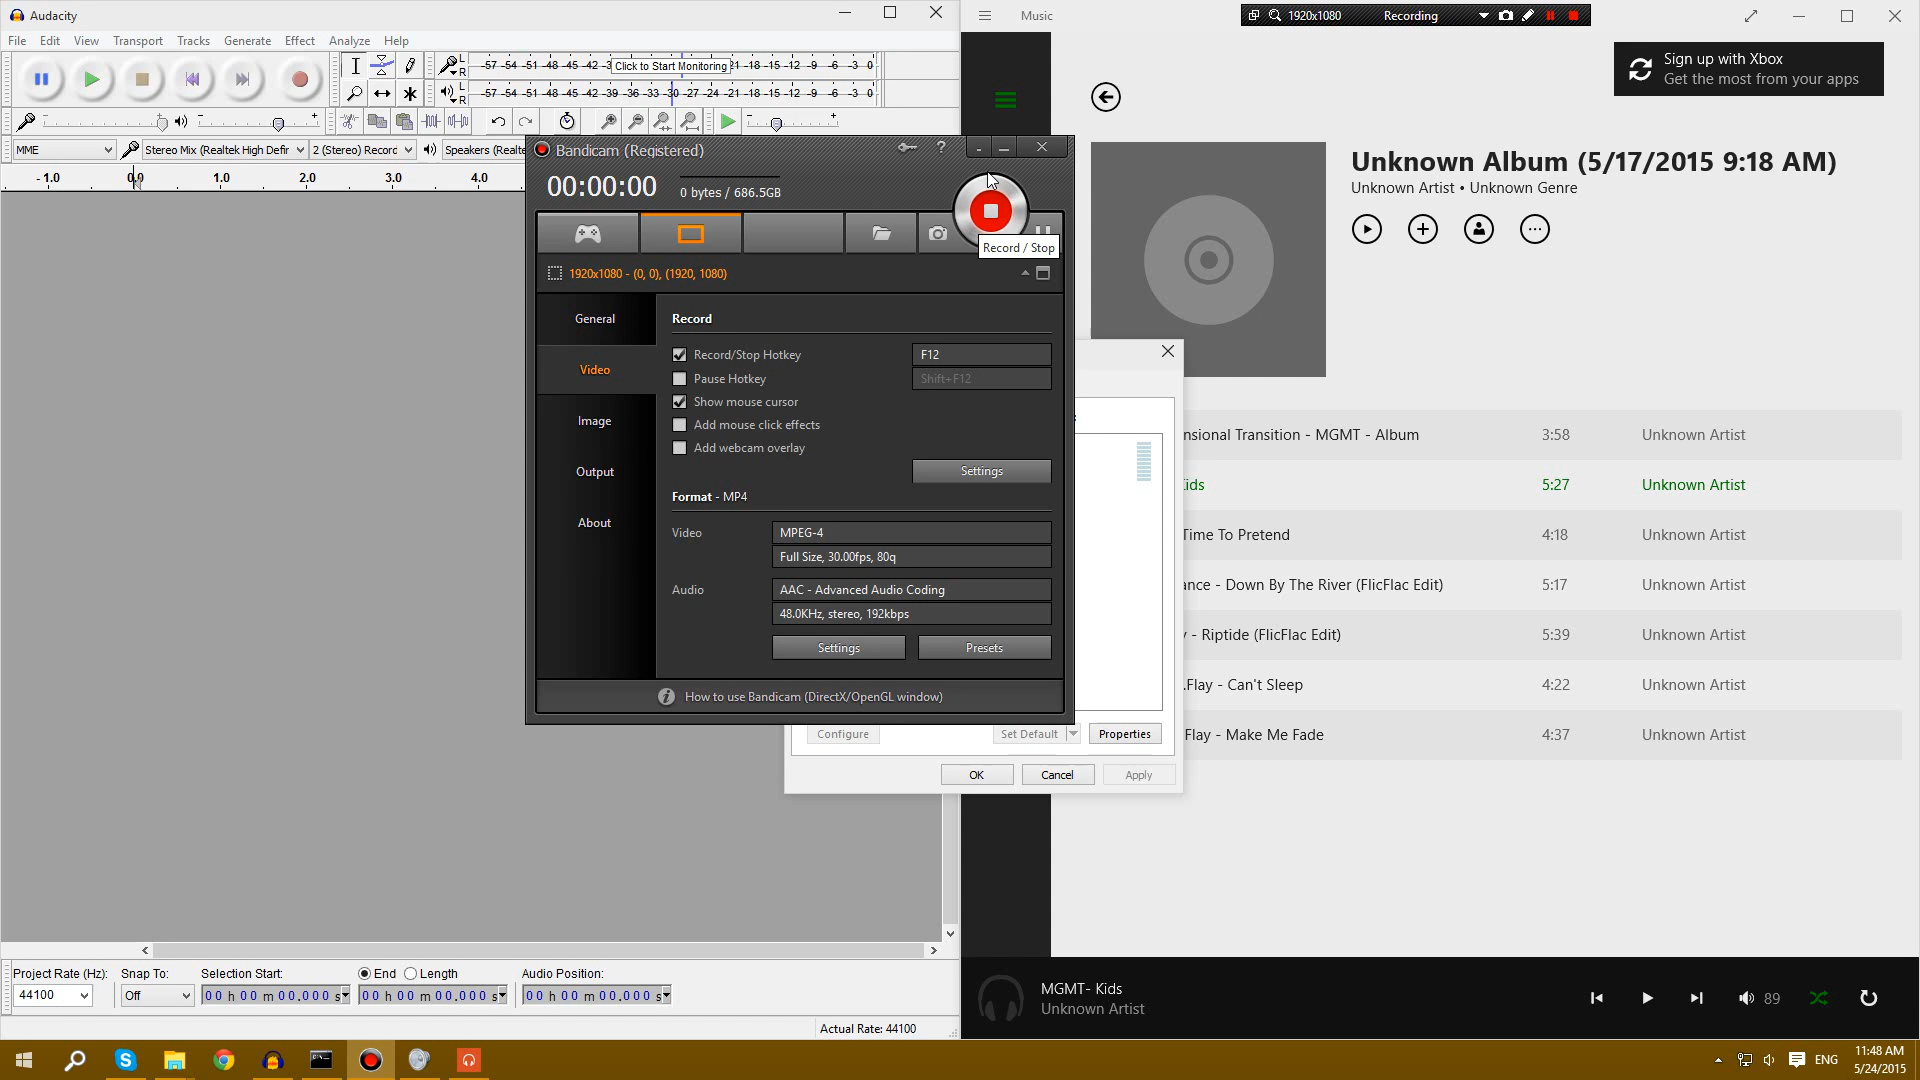 Audacity
File Edit View Transport Tracks Generate Effect Analyze Help
-57 -54 -51 -48 -45 -42 -3 Click to Start Monitoring 21 -18 -15 -12 -9 -6 -3 0
-57 -54 -51 -48 -45 -42 -39 -36 -33 -30 -27 -24 -21 -18 -15 -12 -9 -6 -3 0
L
R
L
R
MME Stereo Mix (Realtek High Defir 2 (Stereo) Record Speakers (Realte
- 1.0 0.0 1.0 2.0 3.0 4.0
Bandicam (Registered)
00:00:00
0 bytes / 686.5GB
Record / Stop
1920x1080 - (0, 0), (1920, 1080)
General
Video
Image
Output
About
Record
Record/Stop Hotkey F12
Pause Hotkey Shift+F12
Show mouse cursor
Add mouse click effects
Add webcam overlay
Settings
Format - MP4
Video MPEG-4
Full Size, 30.00fps, 80q
Audio AAC - Advanced Audio Coding
48.0KHz, stereo, 192kbps
Settings Presets
How to use Bandicam (DirectX/OpenGL window)
Configure Set Default Properties
OK Cancel Apply
Music
1920x1080 Recording
Sign up with Xbox
Get the most from your apps
Unknown Album (5/17/2015 9:18 AM)
Unknown Artist • Unknown Genre
nsional Transition - MGMT - Album 3:58 Unknown Artist
ids 5:27 Unknown Artist
Time To Pretend 4:18 Unknown Artist
ance - Down By The River (FlicFlac Edit) 5:17 Unknown Artist
- Riptide (FlicFlac Edit) 5:39 Unknown Artist
.Flay - Can't Sleep 4:22 Unknown Artist
Flay - Make Me Fade 4:37 Unknown Artist
MGMT- Kids
Unknown Artist
89
Project Rate (Hz): Snap To: Selection Start: End Length Audio Position:
44100 Off 00 h 00 m 00.000 s 00 h 00 m 00.000 s 00 h 00 m 00.000 s
Actual Rate: 44100
ENG
11:48 AM
5/24/2015